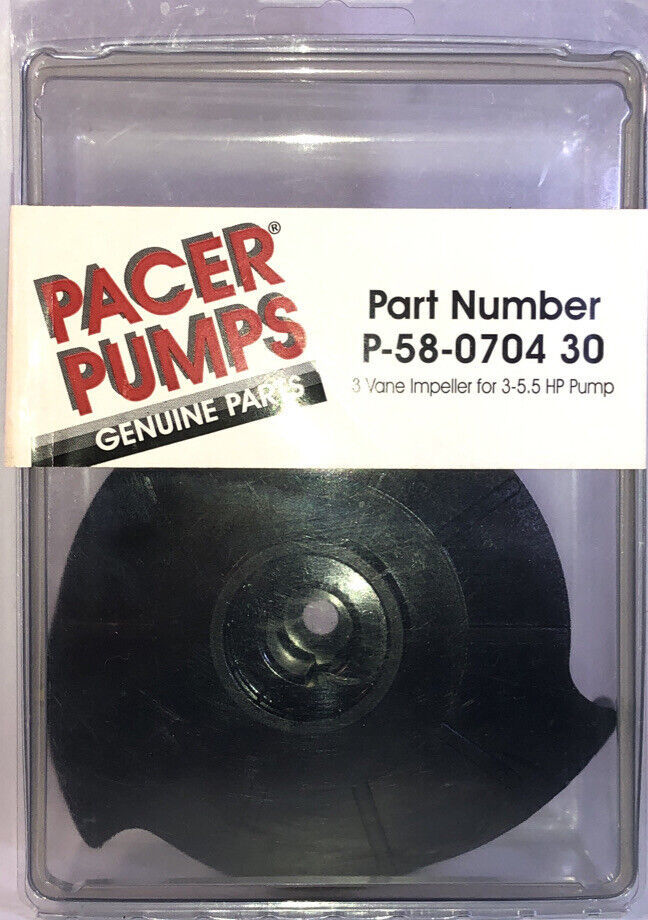 PACER®
PUMPS
GENUINE PARTS
Part Number
P-58-0704 30
3 Vane Impeller for 3-5.5 HP Pump